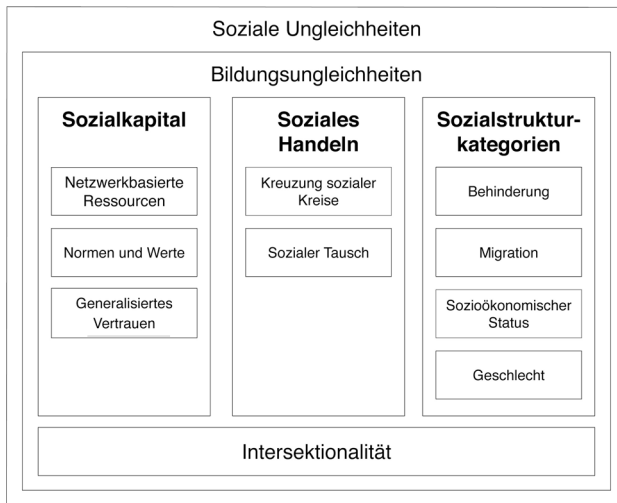 Soziale Ungleichheiten
Bildungsungleichheiten
Sozialkapital
Netzwerkbasierte
Ressourcen
Normen und Werte
Generalisiertes
Vertrauen
Soziales
Handeln
Kreuzung sozialer
Kreise
Sozialer Tausch
Sozialstruktur-
kategorien
Behinderung
Migration
Sozioökonomischer
Status
Geschlecht
Intersektionalität